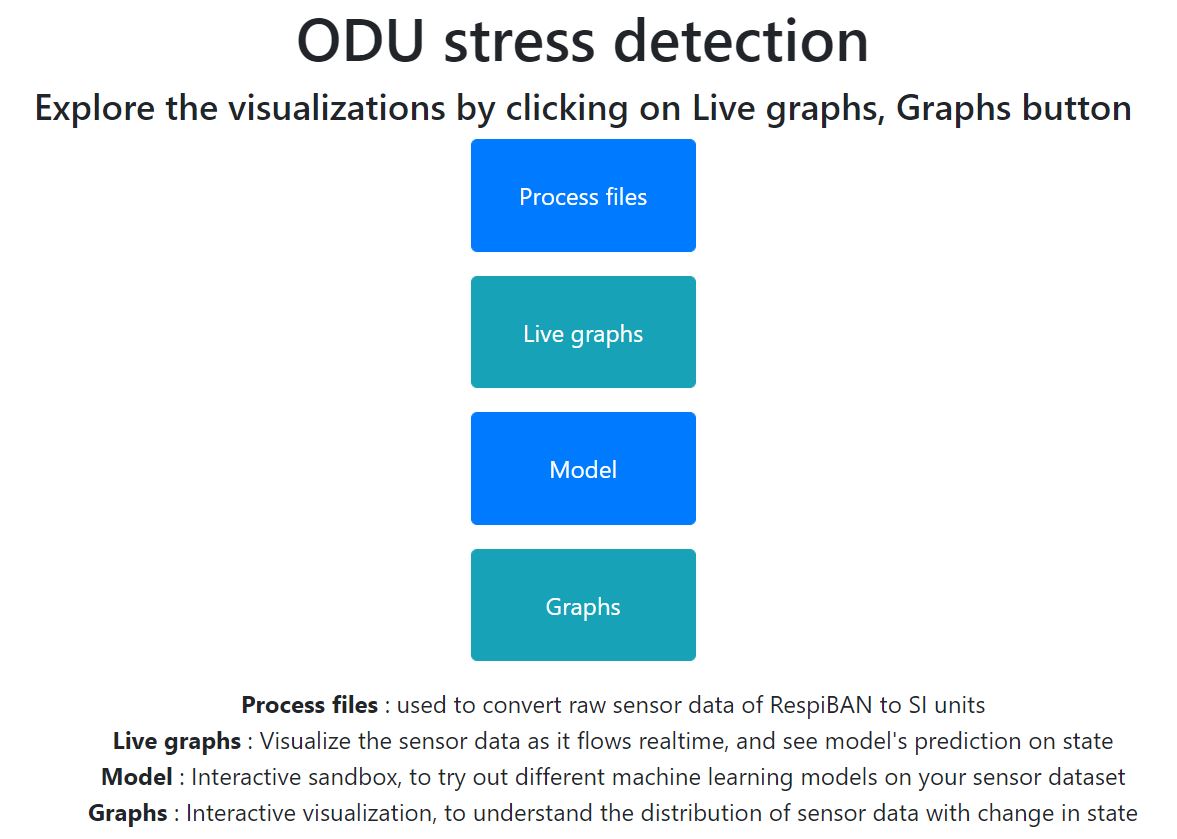 ODU stress detection
Explore the visualizations by clicking on Live graphs, Graphs button
Process files
Live graphs
Model
Graphs
Process files : used to convert raw sensor data of RespiBAN to SI units
Live graphs : Visualize the sensor data as it flows realtime, and see model's prediction on state
Model : Interactive sandbox, to try out different machine learning models on your sensor dataset
Graphs : Interactive visualization, to understand the distribution of sensor data with change in state